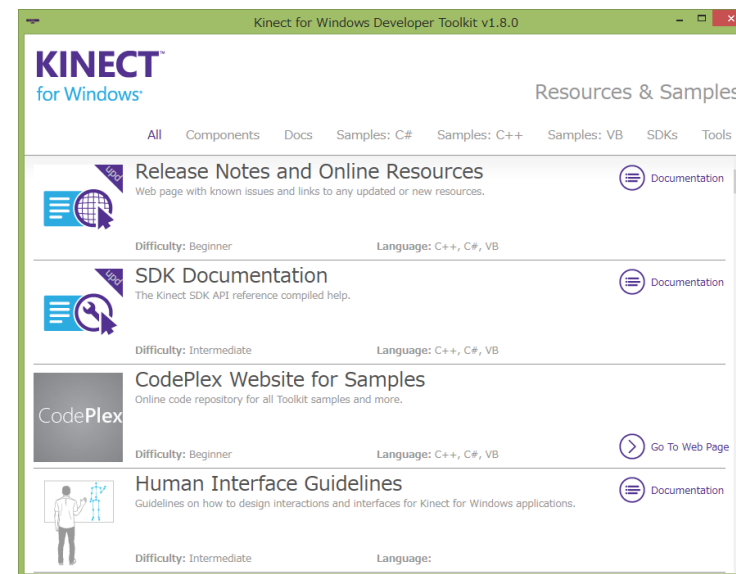 Kinect for Windows Developer Toolkit v1.8.0
KINECT™
for Windows®
Resources & Samples
All Components Docs Samples: C# Samples: C++ Samples: VB SDKs Tools
upd
Release Notes and Online Resources
Web page with known issues and links to any updated or new resources.
Documentation
Difficulty: Beginner Language: C++, C#, VB
upd
SDK Documentation
The Kinect SDK API reference compiled help.
Documentation
Difficulty: Intermediate Language: C++, C#, VB
CodePlex
CodePlex Website for Samples
Online code repository for all Toolkit samples and more.
Difficulty: Beginner Language: C++, C#, VB
Go To Web Page
Human Interface Guidelines
Guidelines on how to design interactions and interfaces for Kinect for Windows applications.
Documentation
Difficulty: Intermediate Language: